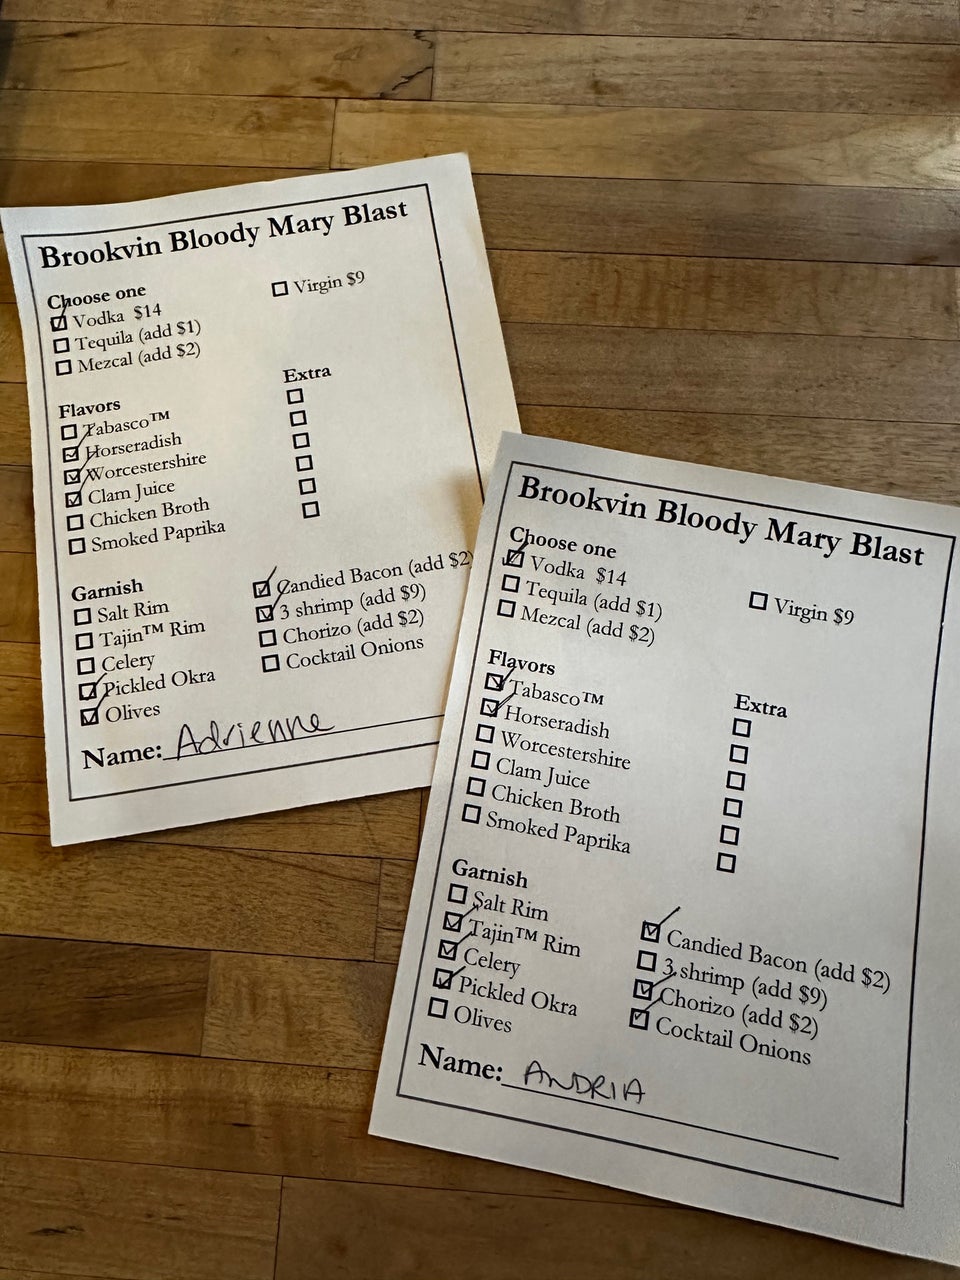 Brookvin Bloody Mary Blast
Choose one
Vodka $14
Virgin $9
Tequila (add $1)
Mezcal (add $2)
Flavors
Extra
Tabasco™
Horseradish
Worcestershire
Clam Juice
Chicken Broth
Smoked Paprika
Garnish
Salt Rim
Tajin™ Rim
Celery
Pickled Okra
Olives
Candied Bacon (add $2)
3 shrimp (add $9)
Chorizo (add $2)
Cocktail Onions
Name: Adrienne
Brookvin Bloody Mary Blast
Choose one
Vodka $14
Virgin $9
Tequila (add $1)
Mezcal (add $2)
Flavors
Extra
Tabasco™
Horseradish
Worcestershire
Clam Juice
Chicken Broth
Smoked Paprika
Garnish
Salt Rim
Tajin™ Rim
Celery
Pickled Okra
Olives
Candied Bacon (add $2)
3 shrimp (add $9)
Chorizo (add $2)
Cocktail Onions
Name: ANDRIA